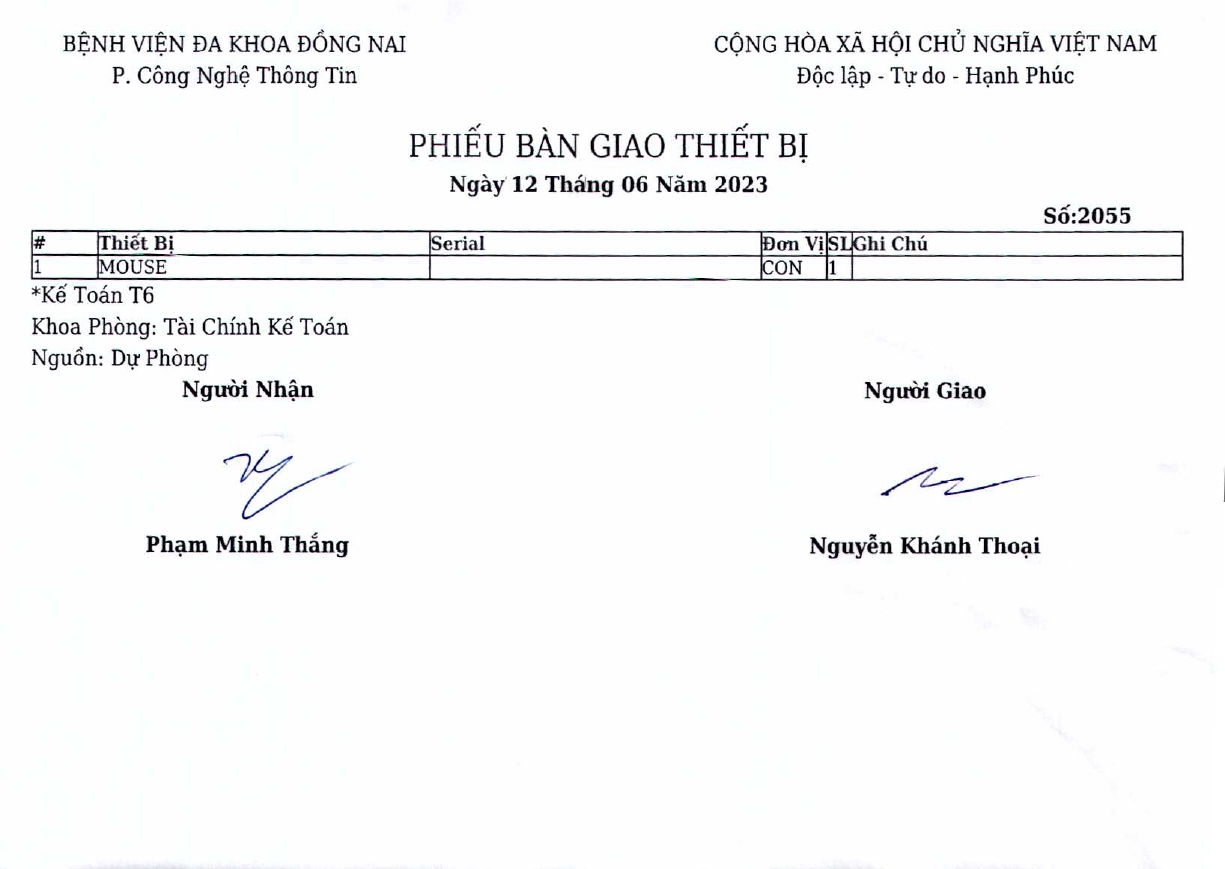 BỆNH VIỆN ĐA KHOA ĐỒNG NAI
P. Công Nghệ Thông Tin
CỘNG HÒA XÃ HỘI CHỦ NGHĨA VIỆT NAM
Độc lập - Tự do - Hạnh Phúc
PHIẾU BÀN GIAO THIẾT BỊ
Ngày 12 Tháng 06 Năm 2023
Số:2055
# Thiết Bị Serial Đơn Vị SL Ghi Chú
1 MOUSE CON 1
*Kế Toán T6
Khoa Phòng: Tài Chính Kế Toán
Nguồn: Dự Phòng
Người Nhận Người Giao
Phạm Minh Thắng Nguyễn Khánh Thoại